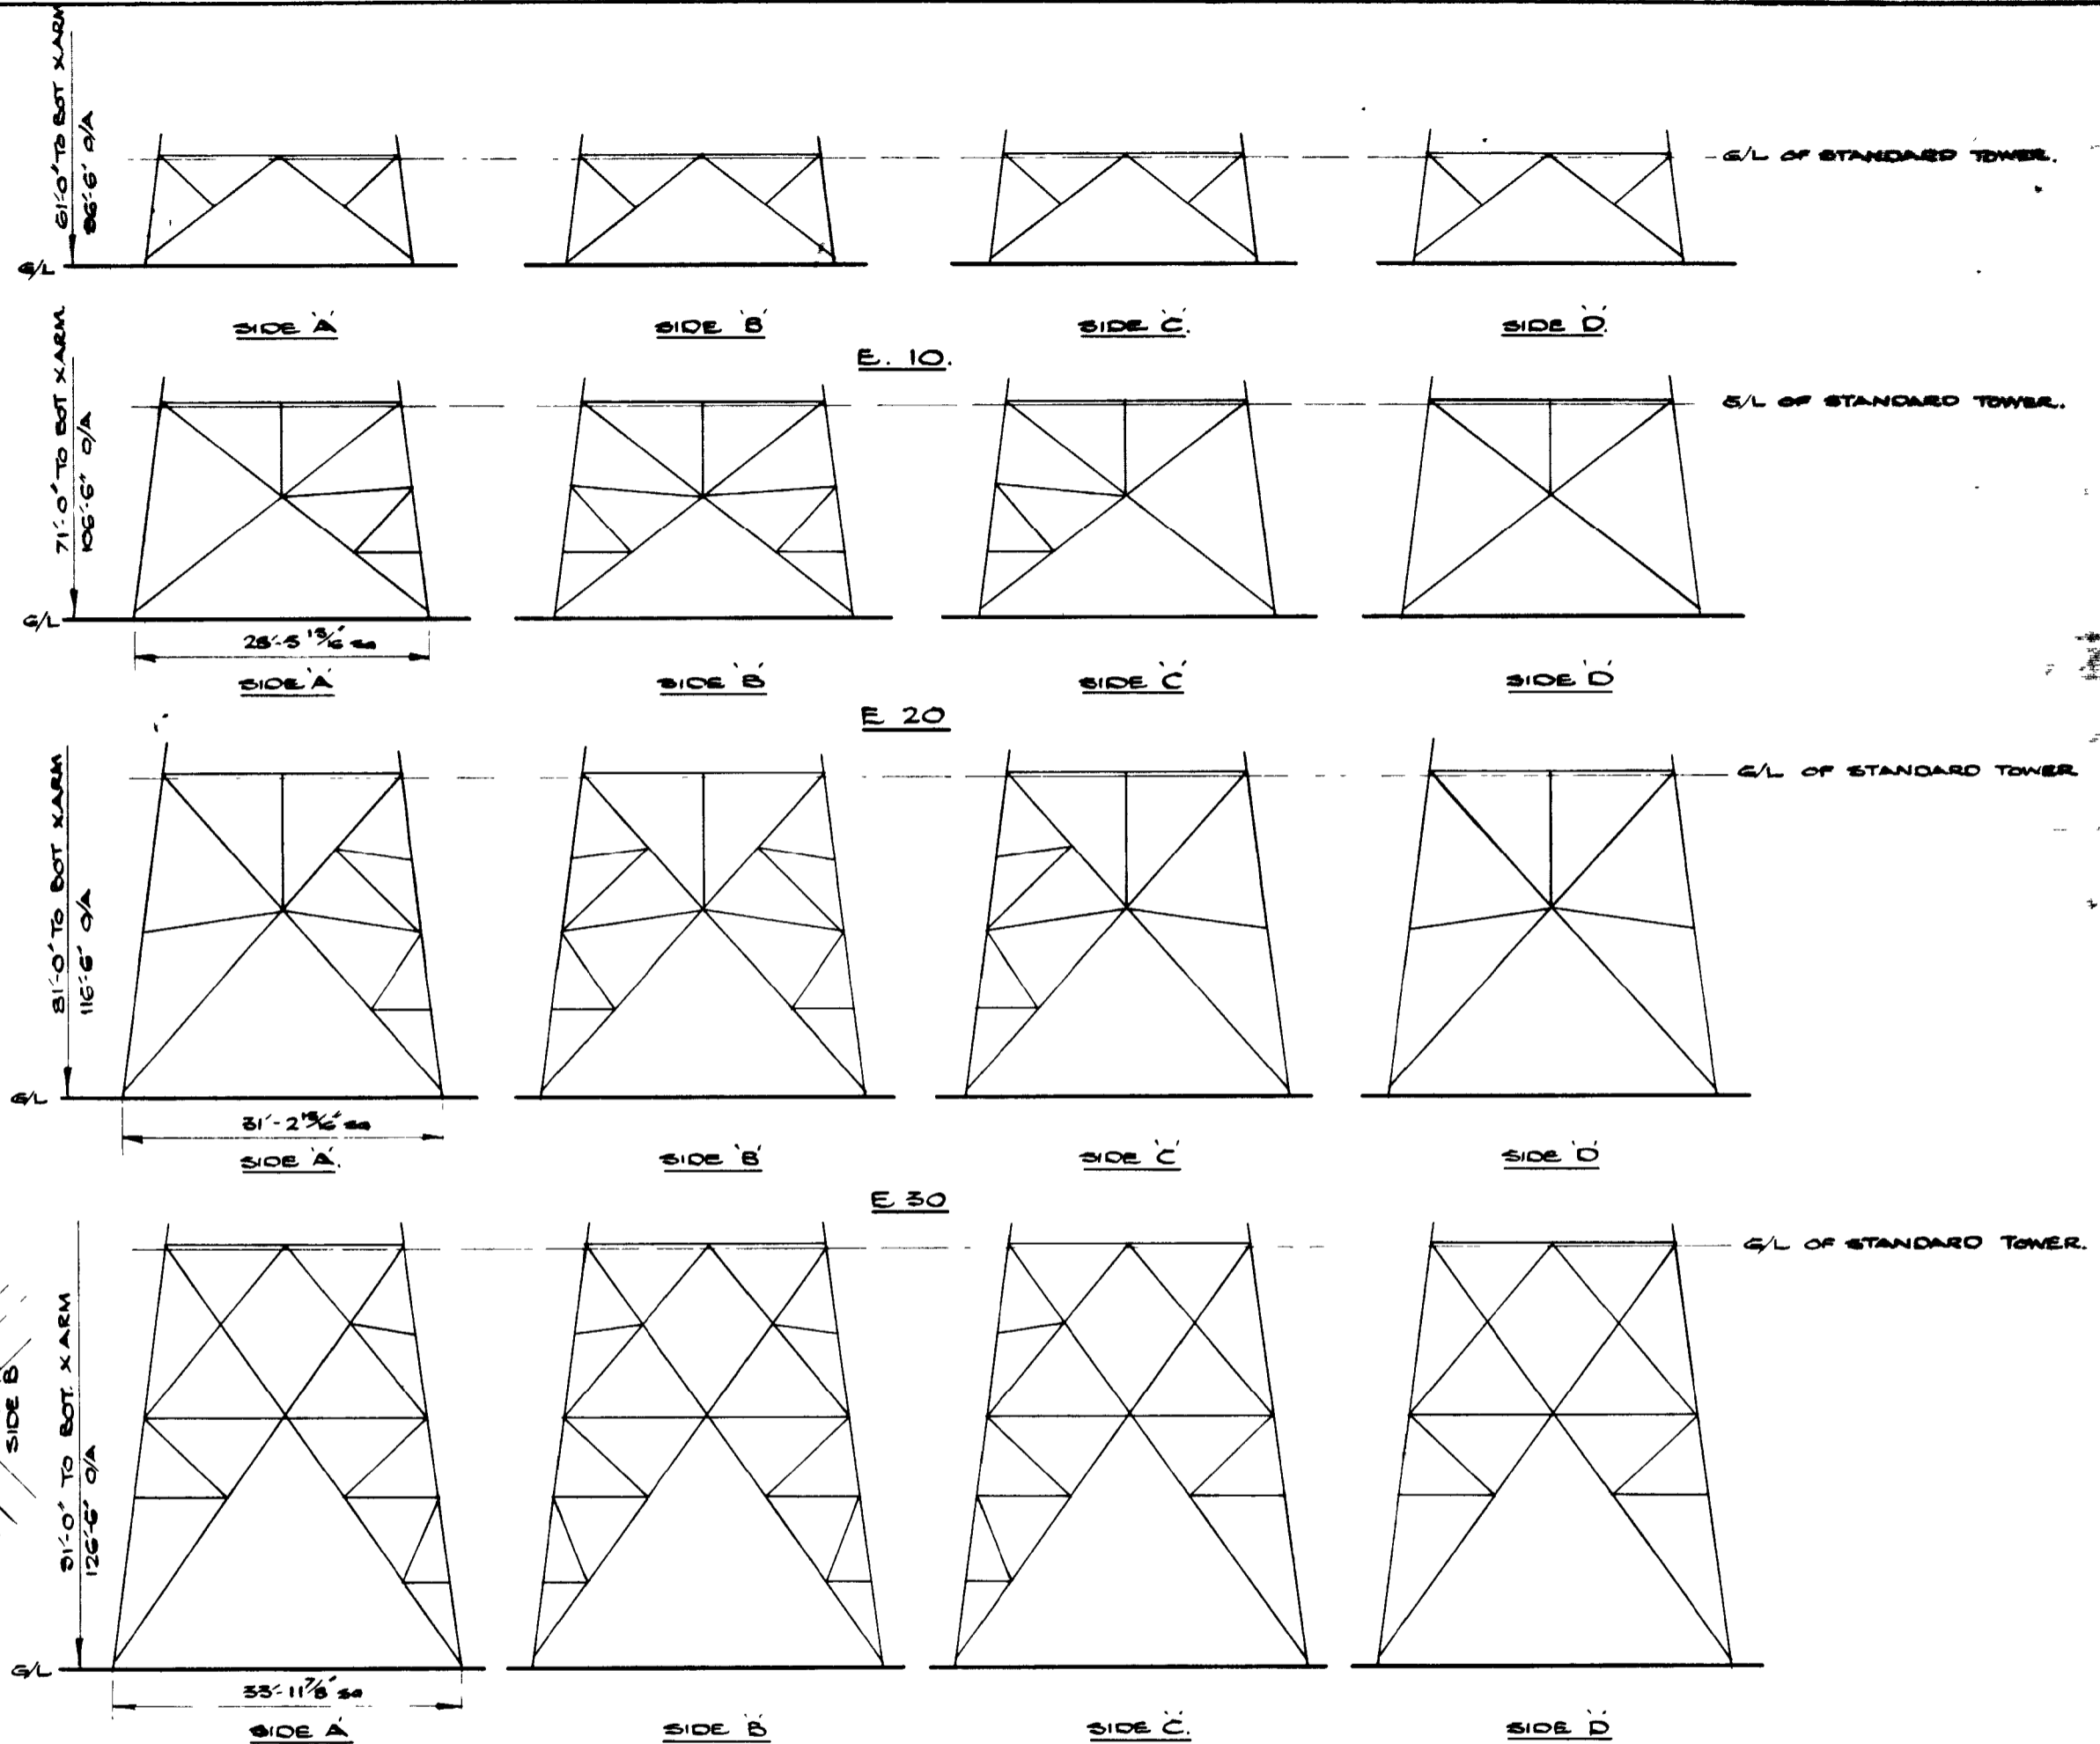 61'-0" TO BOT XARM
96'-6" O/A
G/L OF STANDARD TOWER.
G/L
SIDE 'A'
SIDE 'B'
SIDE 'C'.
SIDE 'D'.
E. 10.
71'-0" TO BOT XARM.
106'-6" O/A
G/L OF STANDARD TOWER.
G/L
28'-5 13/16" SQ
SIDE 'A'
SIDE 'B'
SIDE 'C'
SIDE 'D'
E 20
81'-0" TO BOT XARM
116'-6" O/A
G/L OF STANDARD TOWER
G/L
31'-2 13/16" SQ
SIDE 'A'.
SIDE 'B'
SIDE 'C'
SIDE 'D'
E 30
SIDE B
91'-0" TO BOT. XARM
126'-6" O/A
G/L OF STANDARD TOWER.
G/L
33'-11 7/8" SQ
SIDE 'A'
SIDE 'B'
SIDE 'C'.
SIDE 'D'